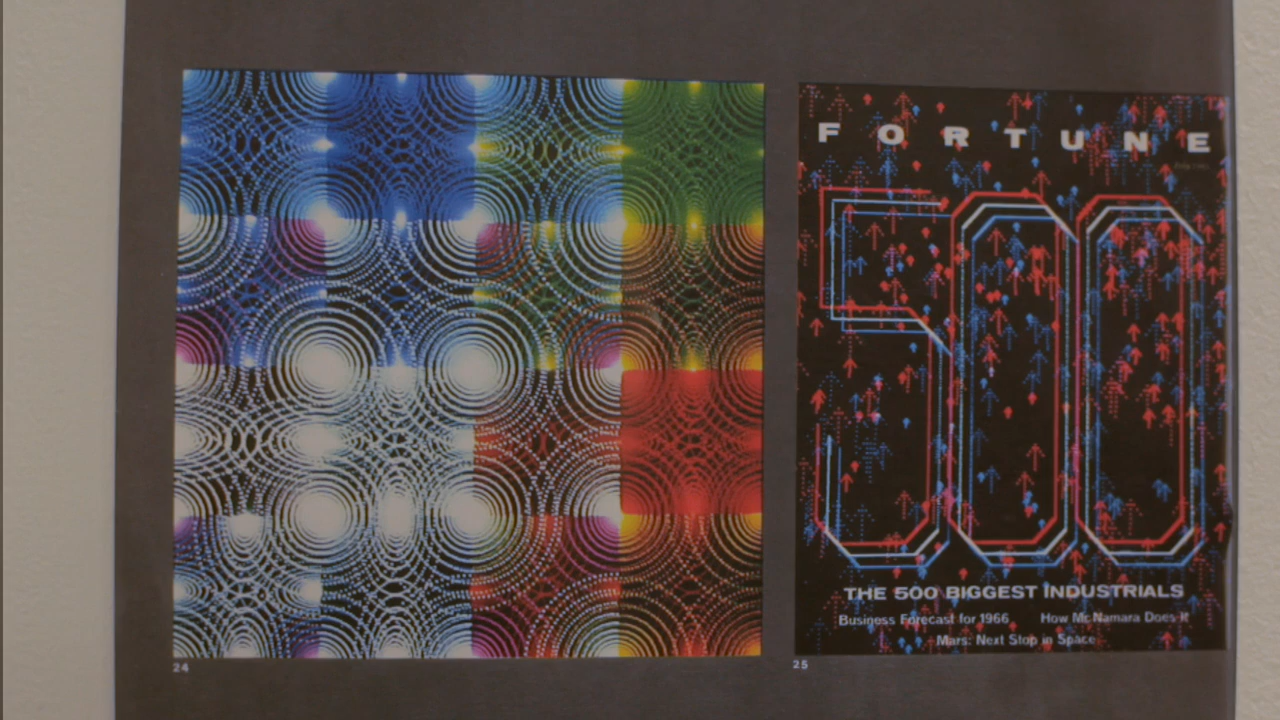 FORTUNE
500
THE 500 BIGGEST INDUSTRIALS
Business Forecast for 1966 How McNamara Does It
Mars: Next Stop in Space
24
25